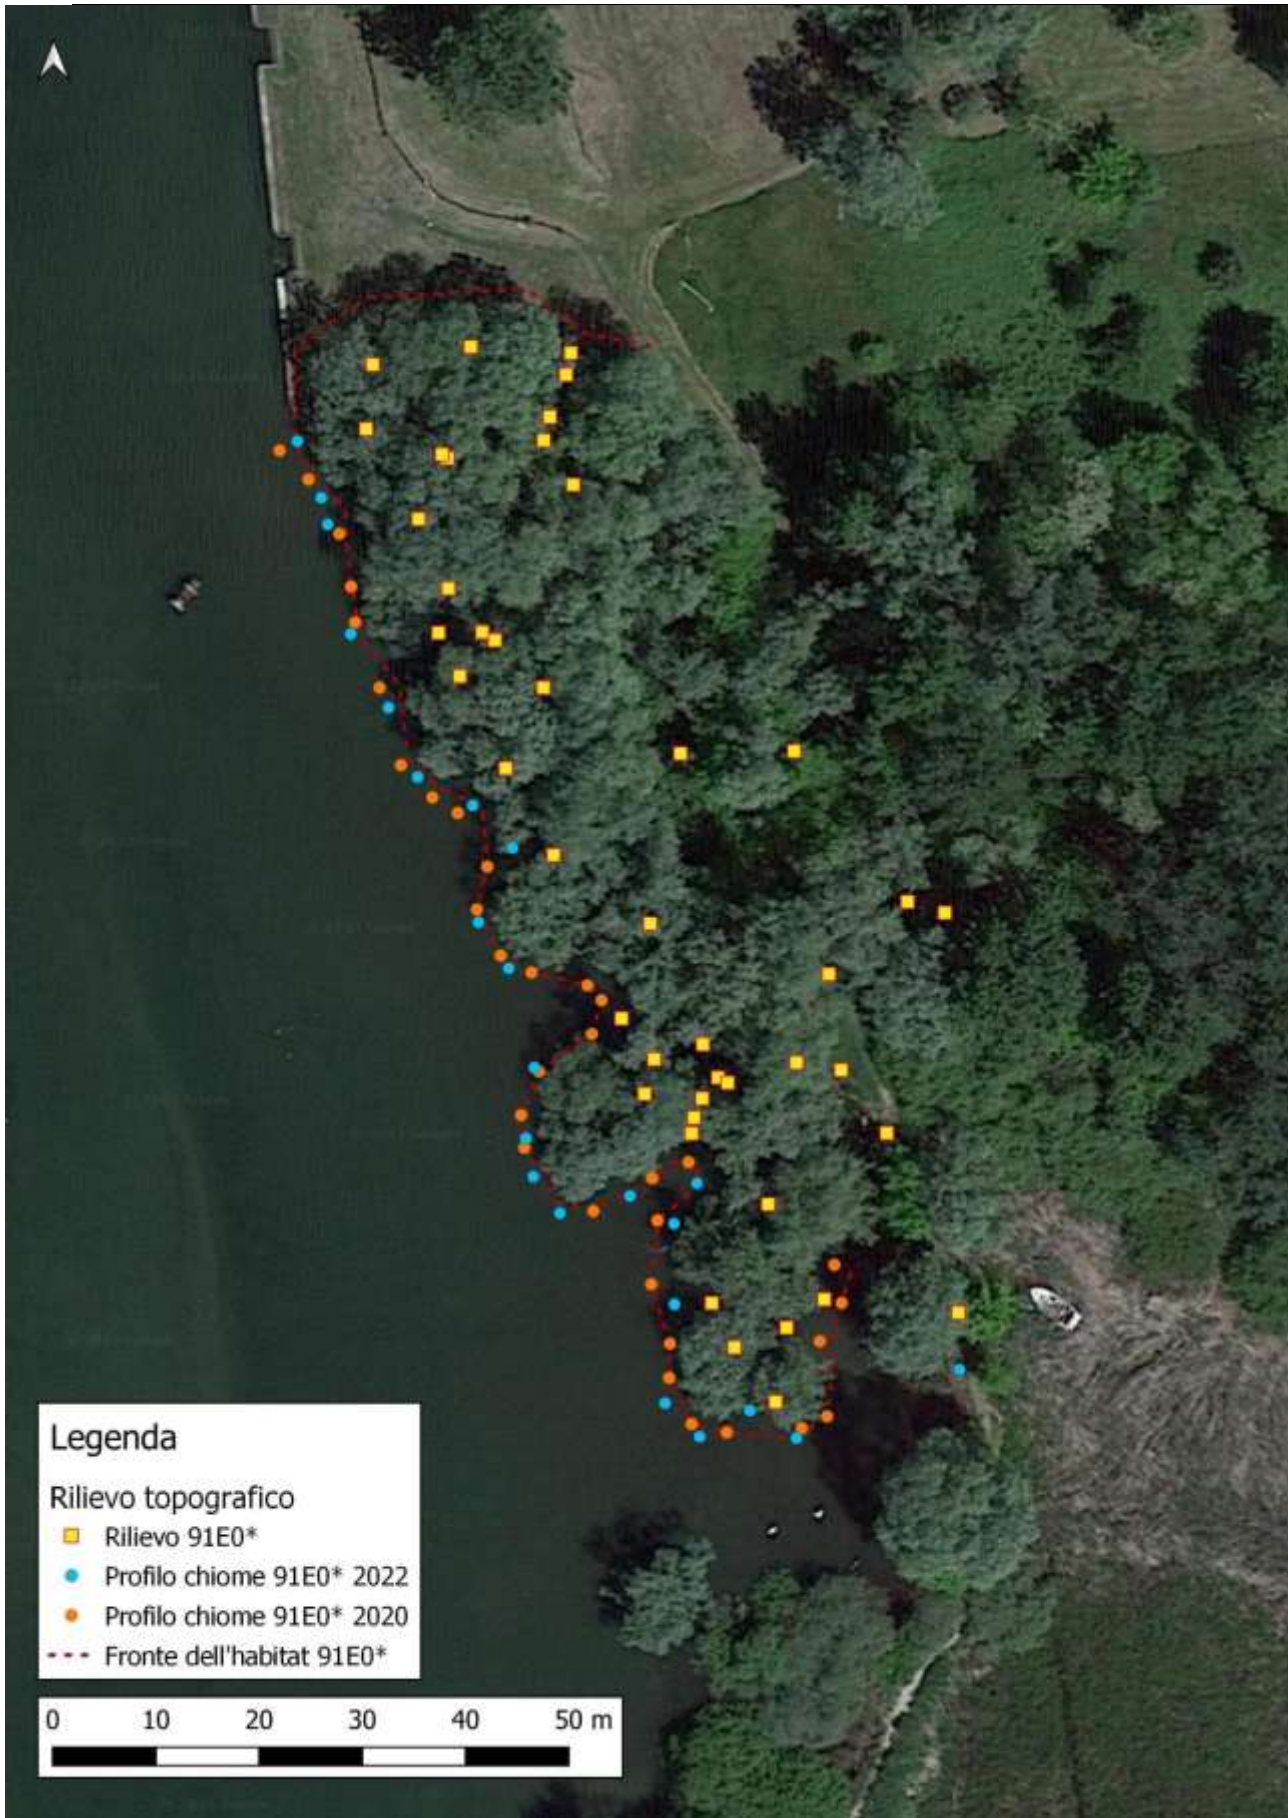 Legenda
Rilievo topografico
Rilievo 91E0*
Profilo chiome 91E0* 2022
Profilo chiome 91E0* 2020
Fronte dell'habitat 91E0*
0 10 20 30 40 50 m